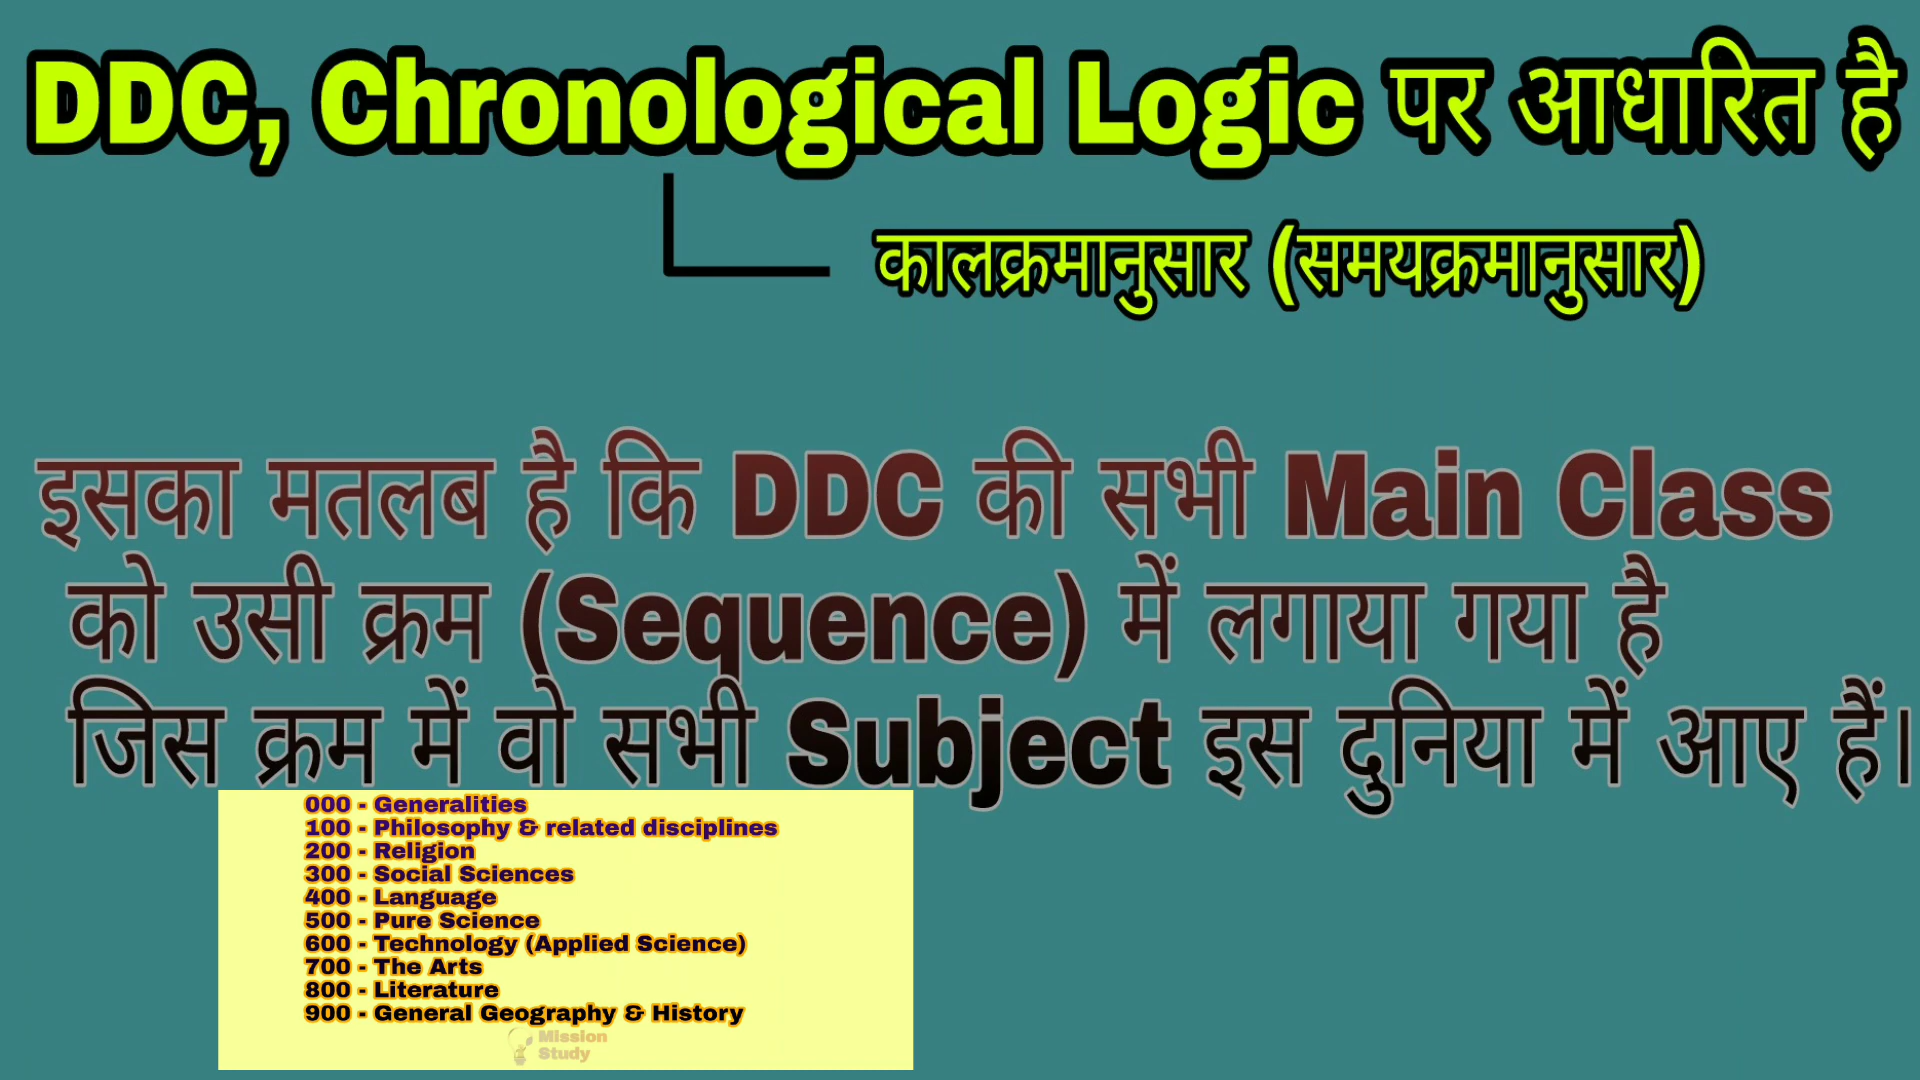 DDC, Chronological Logic पर आधारित है
कालक्रमानुसार (समयक्रमानुसार)
इसका मतलब है कि DDC की सभी Main Class
को उसी क्रम (Sequence) में लगाया गया है
जिस क्रम में वो सभी Subject इस दुनिया में आए हैं।
000 - Generalities
100 - Philosophy & related disciplines
200 - Religion
300 - Social Sciences
400 - Language
500 - Pure Science
600 - Technology (Applied Science)
700 - The Arts
800 - Literature
900 - General Geography & History
Mission
Study